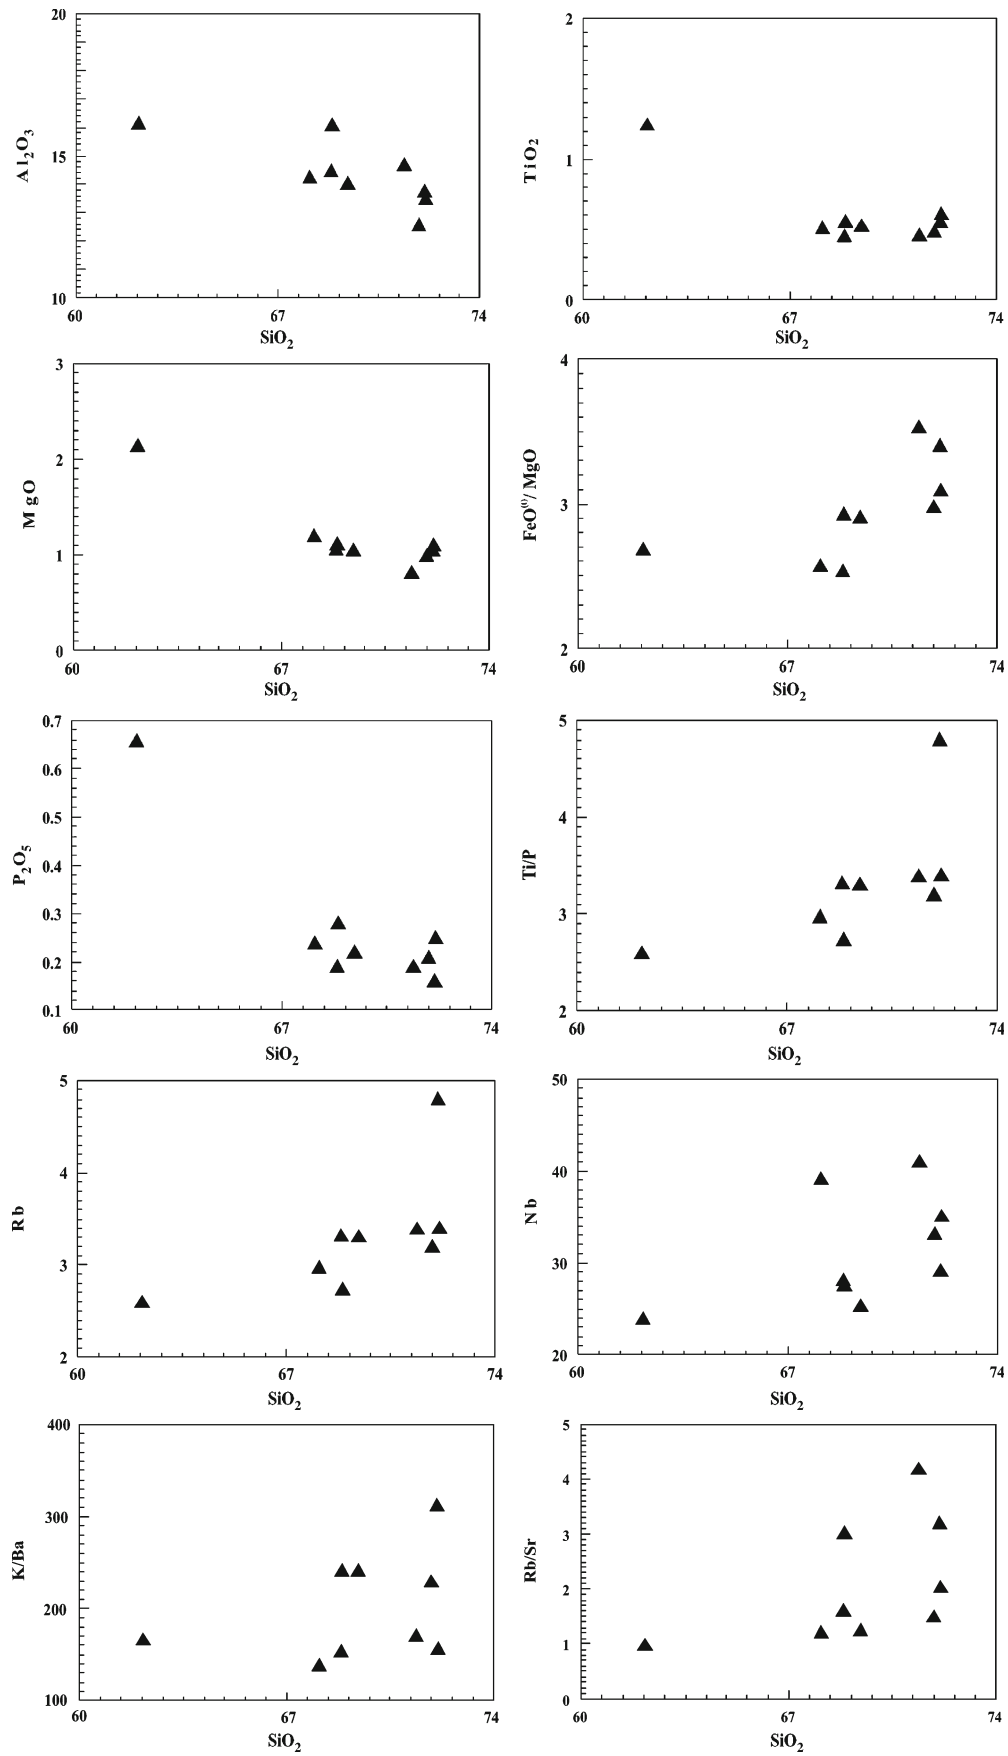 20
15
10
60 67 74
SiO2
Al2O3
2
1
0
60 67 74
SiO2
TiO2
3
2
1
0
60 67 74
SiO2
MgO
4
3
2
60 67 74
SiO2
FeO(t)/MgO
0.7
0.6
0.5
0.4
0.3
0.2
0.1
60 67 74
SiO2
P2O5
5
4
3
2
60 67 74
SiO2
Ti/P
5
4
3
2
60 67 74
SiO2
Rb
50
40
30
20
60 67 74
SiO2
Nb
400
300
200
100
60 67 74
SiO2
K/Ba
5
4
3
2
1
0
60 67 74
SiO2
Rb/Sr